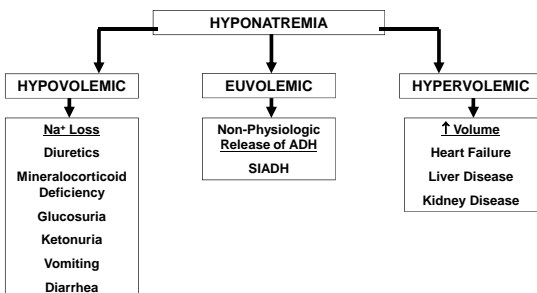 HYPONATREMIA
HYPOVOLEMIC
Na⁺ Loss
Diuretics
Mineralocorticoid
Deficiency
Glucosuria
Ketonuria
Vomiting
Diarrhea
EUVOLEMIC
Non-Physiologic
Release of ADH
SIADH
HYPERVOLEMIC
↑ Volume
Heart Failure
Liver Disease
Kidney Disease